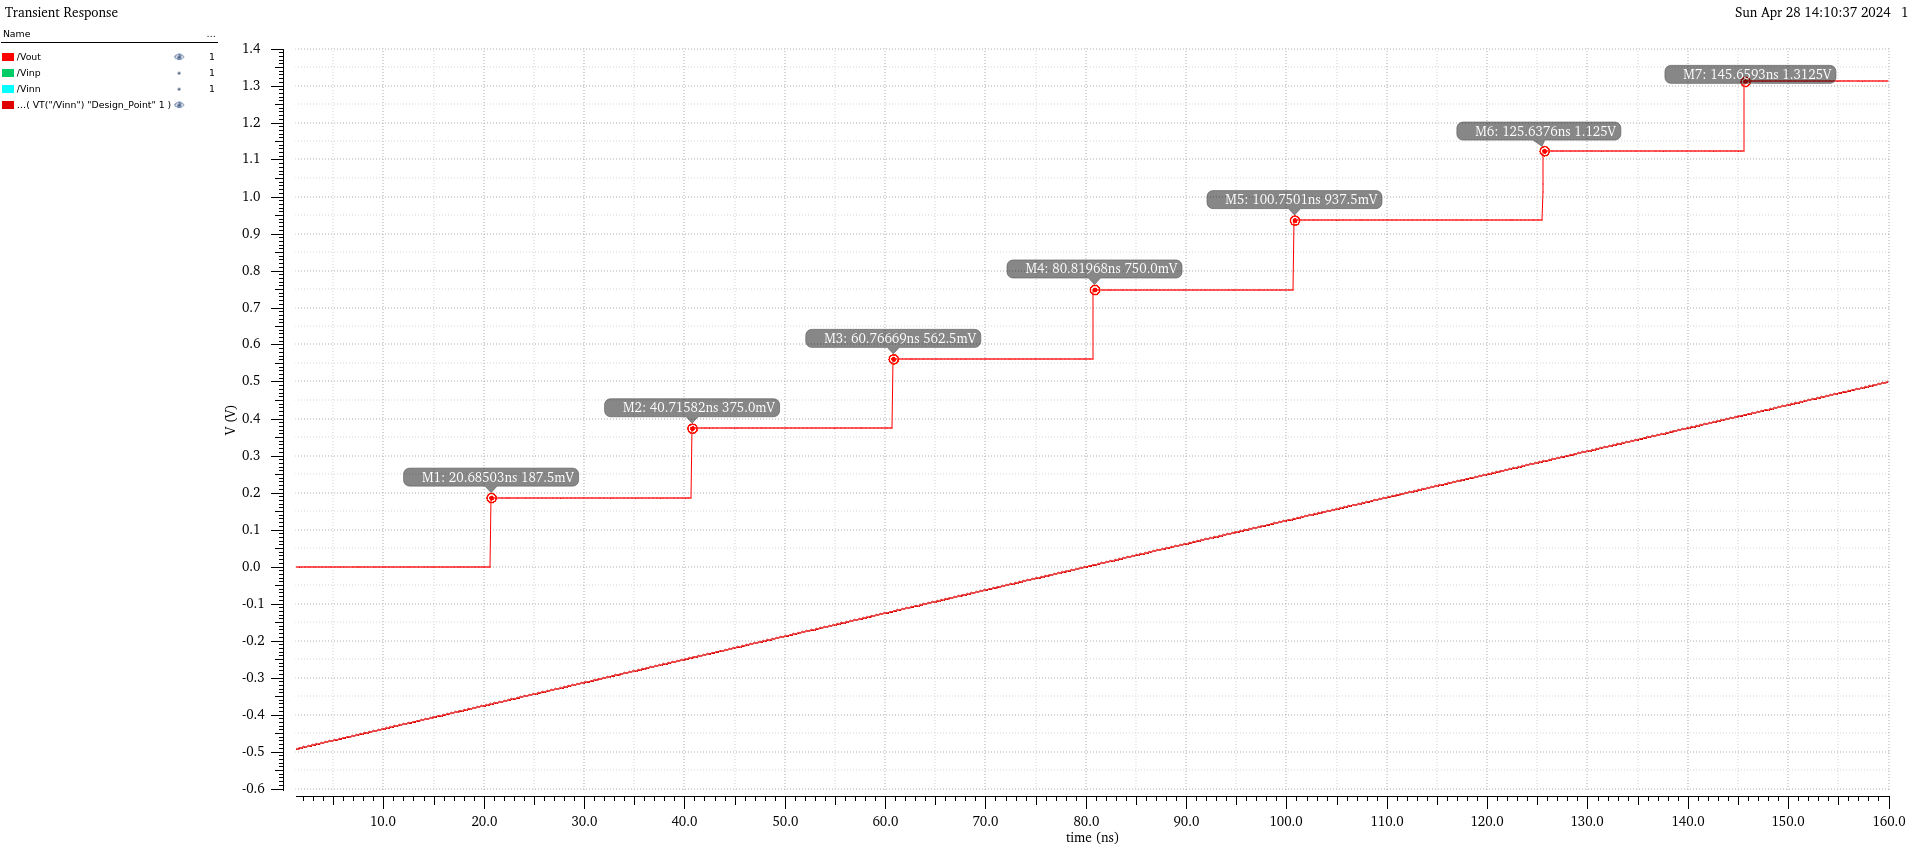 Transient Response
Sun Apr 28 14:10:37 2024 1
Name ...
/Vout 1
/Vinp 1
/Vinn 1
...( VT("/Vinn") "Design_Point" 1 )
1.4
1.3
1.2
1.1
1.0
0.9
0.8
0.7
0.6
0.5
0.4
0.3
0.2
0.1
0.0
-0.1
-0.2
-0.3
-0.4
-0.5
-0.6
V (V)
M7: 145.6593ns 1.3125V
M6: 125.6376ns 1.125V
M5: 100.7501ns 937.5mV
M4: 80.81968ns 750.0mV
M3: 60.76669ns 562.5mV
M2: 40.71582ns 375.0mV
M1: 20.68503ns 187.5mV
10.0 20.0 30.0 40.0 50.0 60.0 70.0 80.0 90.0 100.0 110.0 120.0 130.0 140.0 150.0 160.0
time (ns)